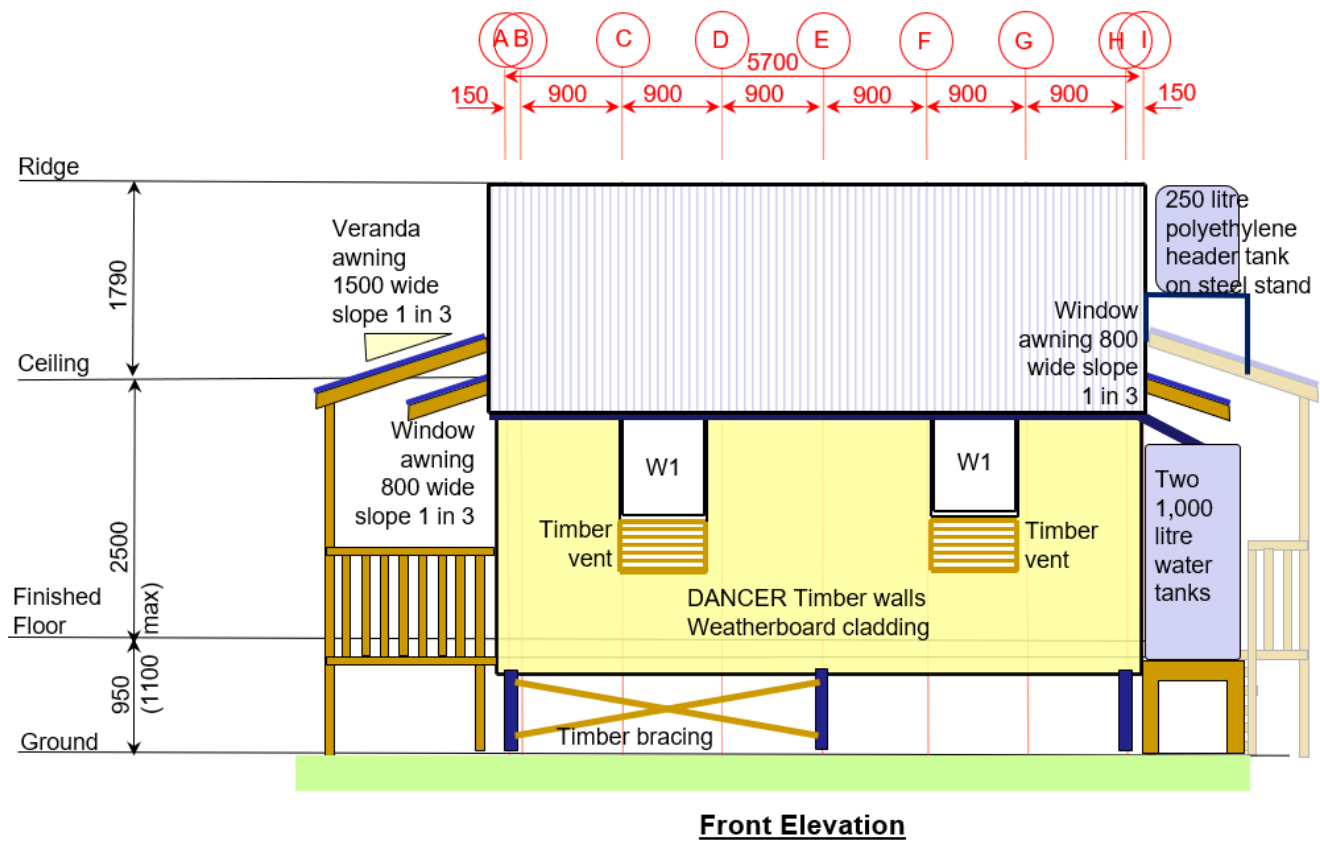 A B C D E F G H I
5700
150 900 900 900 900 900 900 150
Ridge
1790
Veranda
awning
1500 wide
slope 1 in 3
250 litre
polyethylene
header tank
on steel stand
Window
awning 800
wide slope
1 in 3
Ceiling
Window
awning
800 wide
slope 1 in 3
W1
W1
2500
Timber
vent
Timber
vent
Two
1,000
litre
water
tanks
DANCER Timber walls
Weatherboard cladding
Finished
Floor
950
(1100 max)
Timber bracing
Ground
Front Elevation